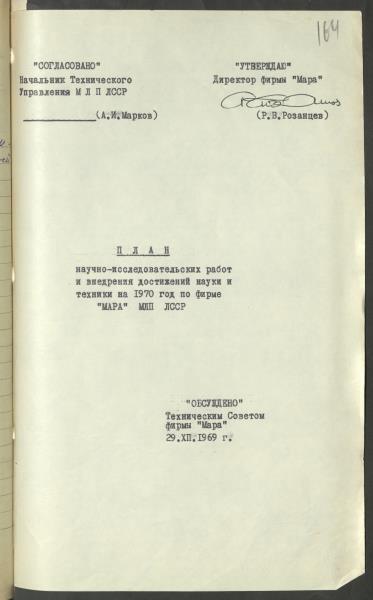 164
"СОГЛАСОВАНО"
Начальник Технического
Управления М Л П ЛССР
(А.И.Марков)
"УТВЕРЖДАЮ"
Директор фирмы "Мара"
(Р.В.Розанцев)
П Л А Н
научно-исследовательских работ
и внедрения достижений науки и
техники на 1970 год по фирме
"МАРА" МЛП ЛССР
"ОБСУЖДЕНО"
Техническим Советом
фирмы "Мара"
29.ХП.1969 г.